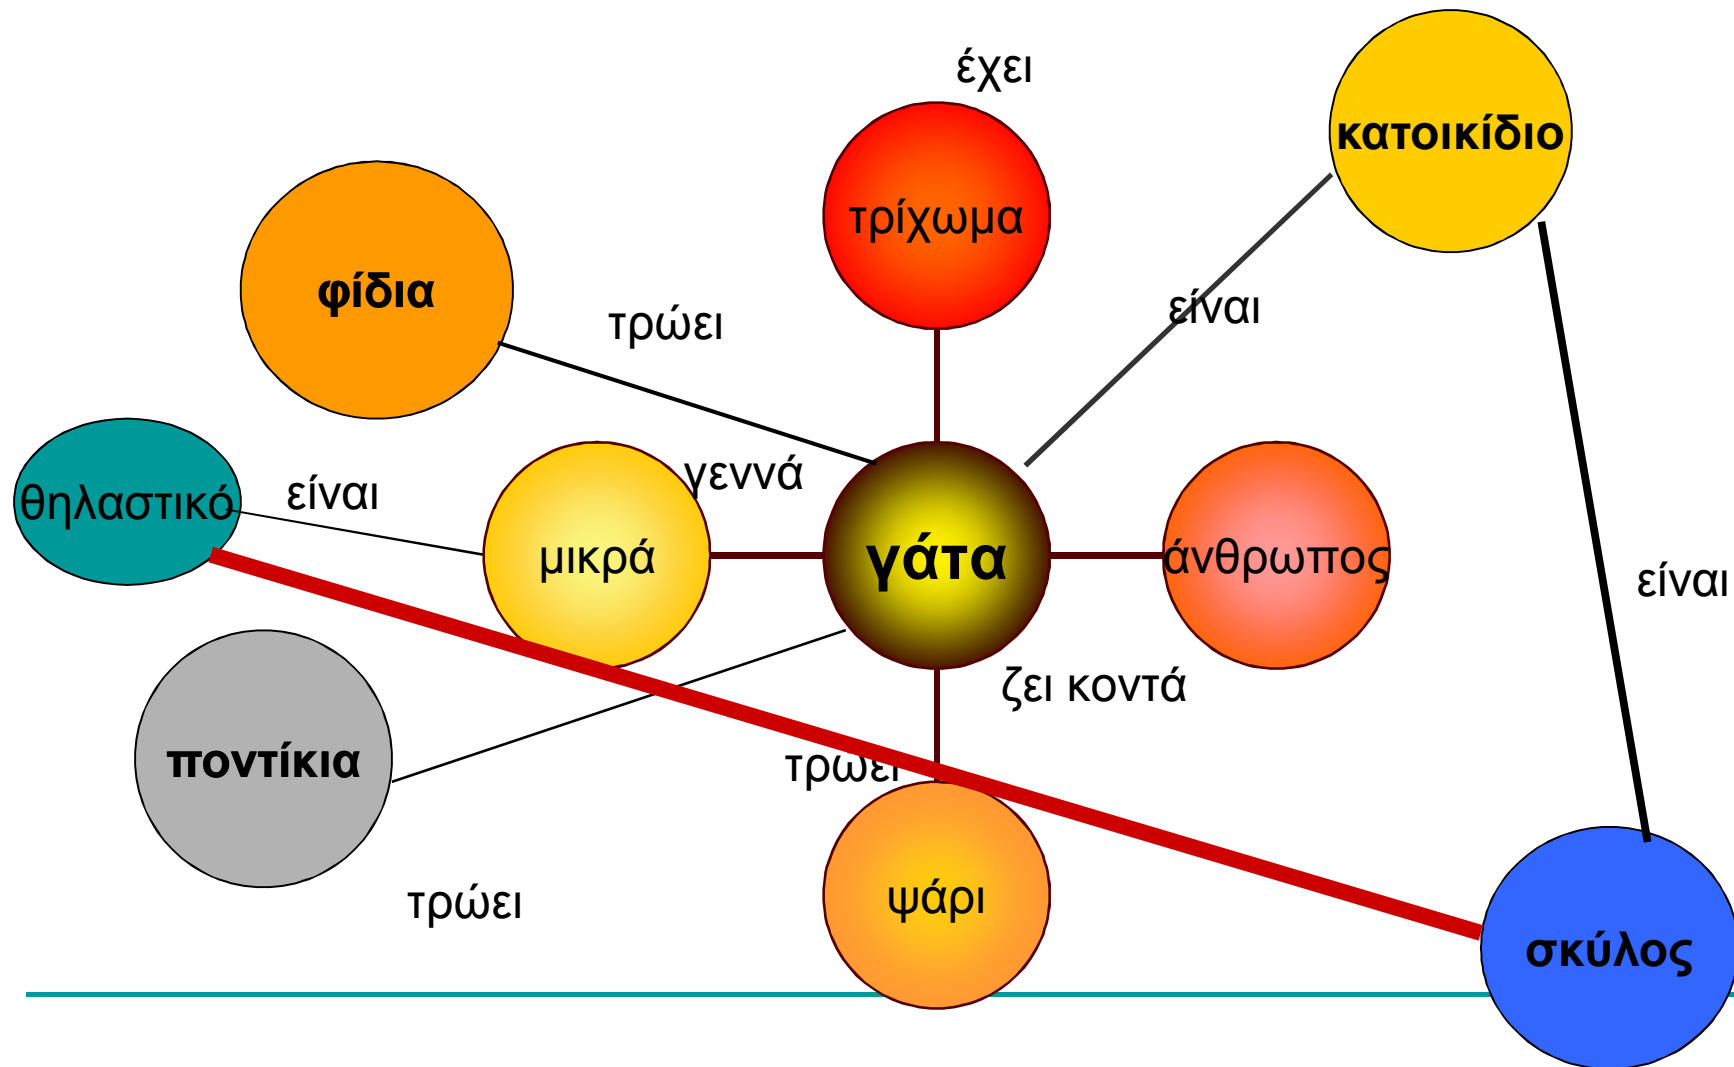 έχει
κατοικίδιο
τρίχωμα
φίδια
τρώει
είναι
θηλαστικό
είναι
γεννά
μικρά
γάτα
άνθρωπος
είναι
ζει κοντά
ποντίκια
τρώει
τρώει
ψάρι
σκύλος